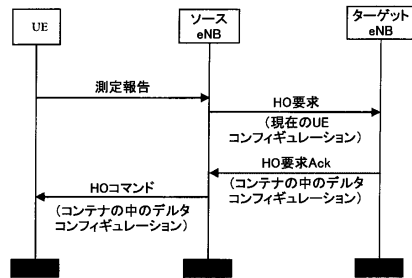 UE
ソース
eNB
ターゲット
eNB
測定報告
HO要求
(現在のUE
コンフィギュレーション)
HO要求Ack
(コンテナの中のデルタ
コンフィギュレーション)
HOコマンド
(コンテナの中のデルタ
コンフィギュレーション)